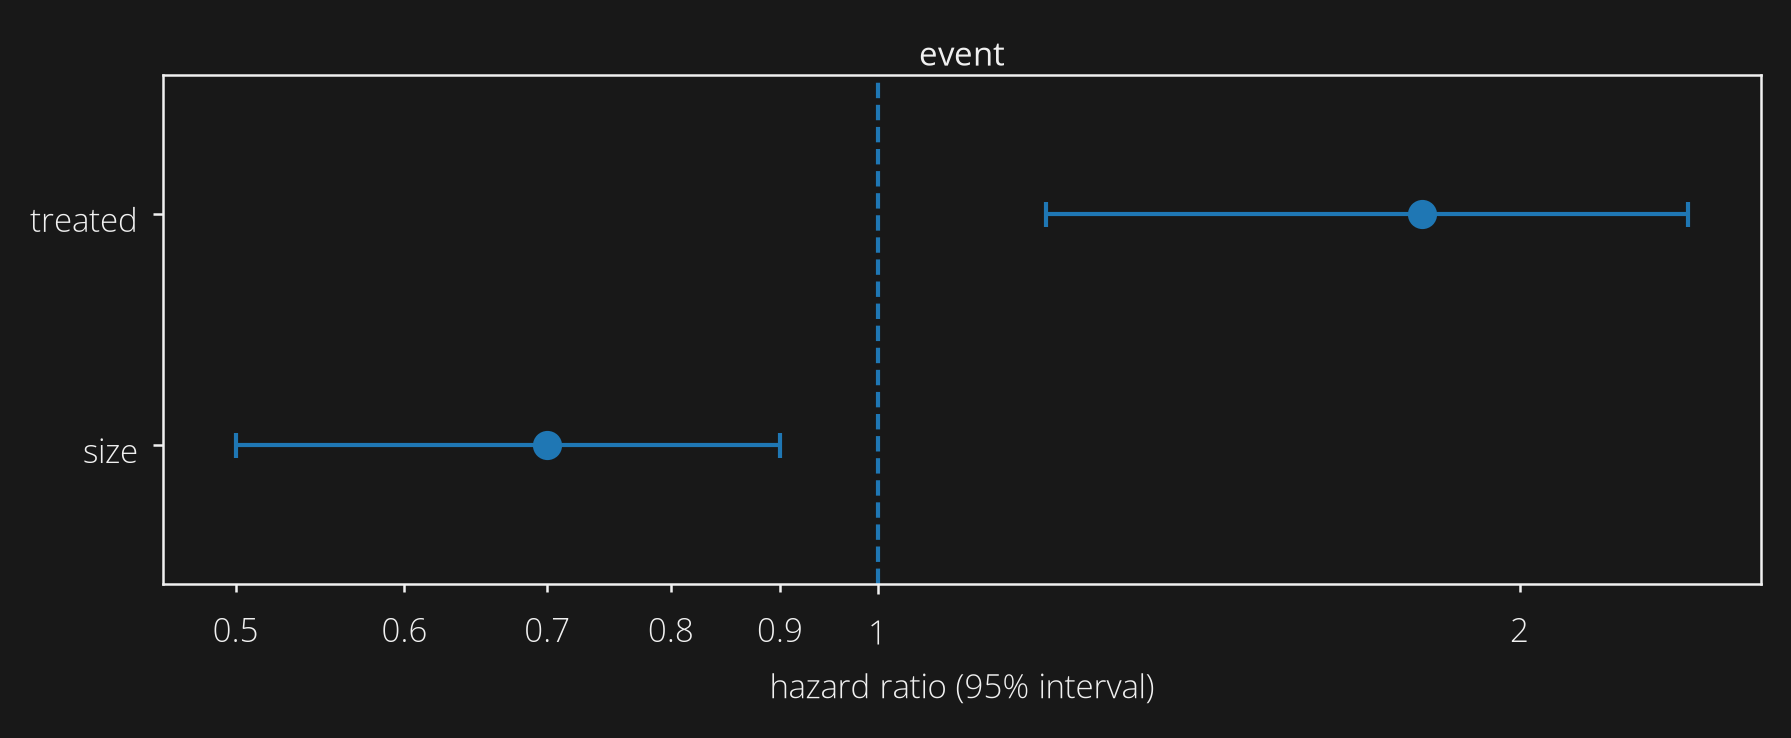 event
treated
size
0.5 0.6 0.7 0.8 0.9 1 2
hazard ratio (95% interval)